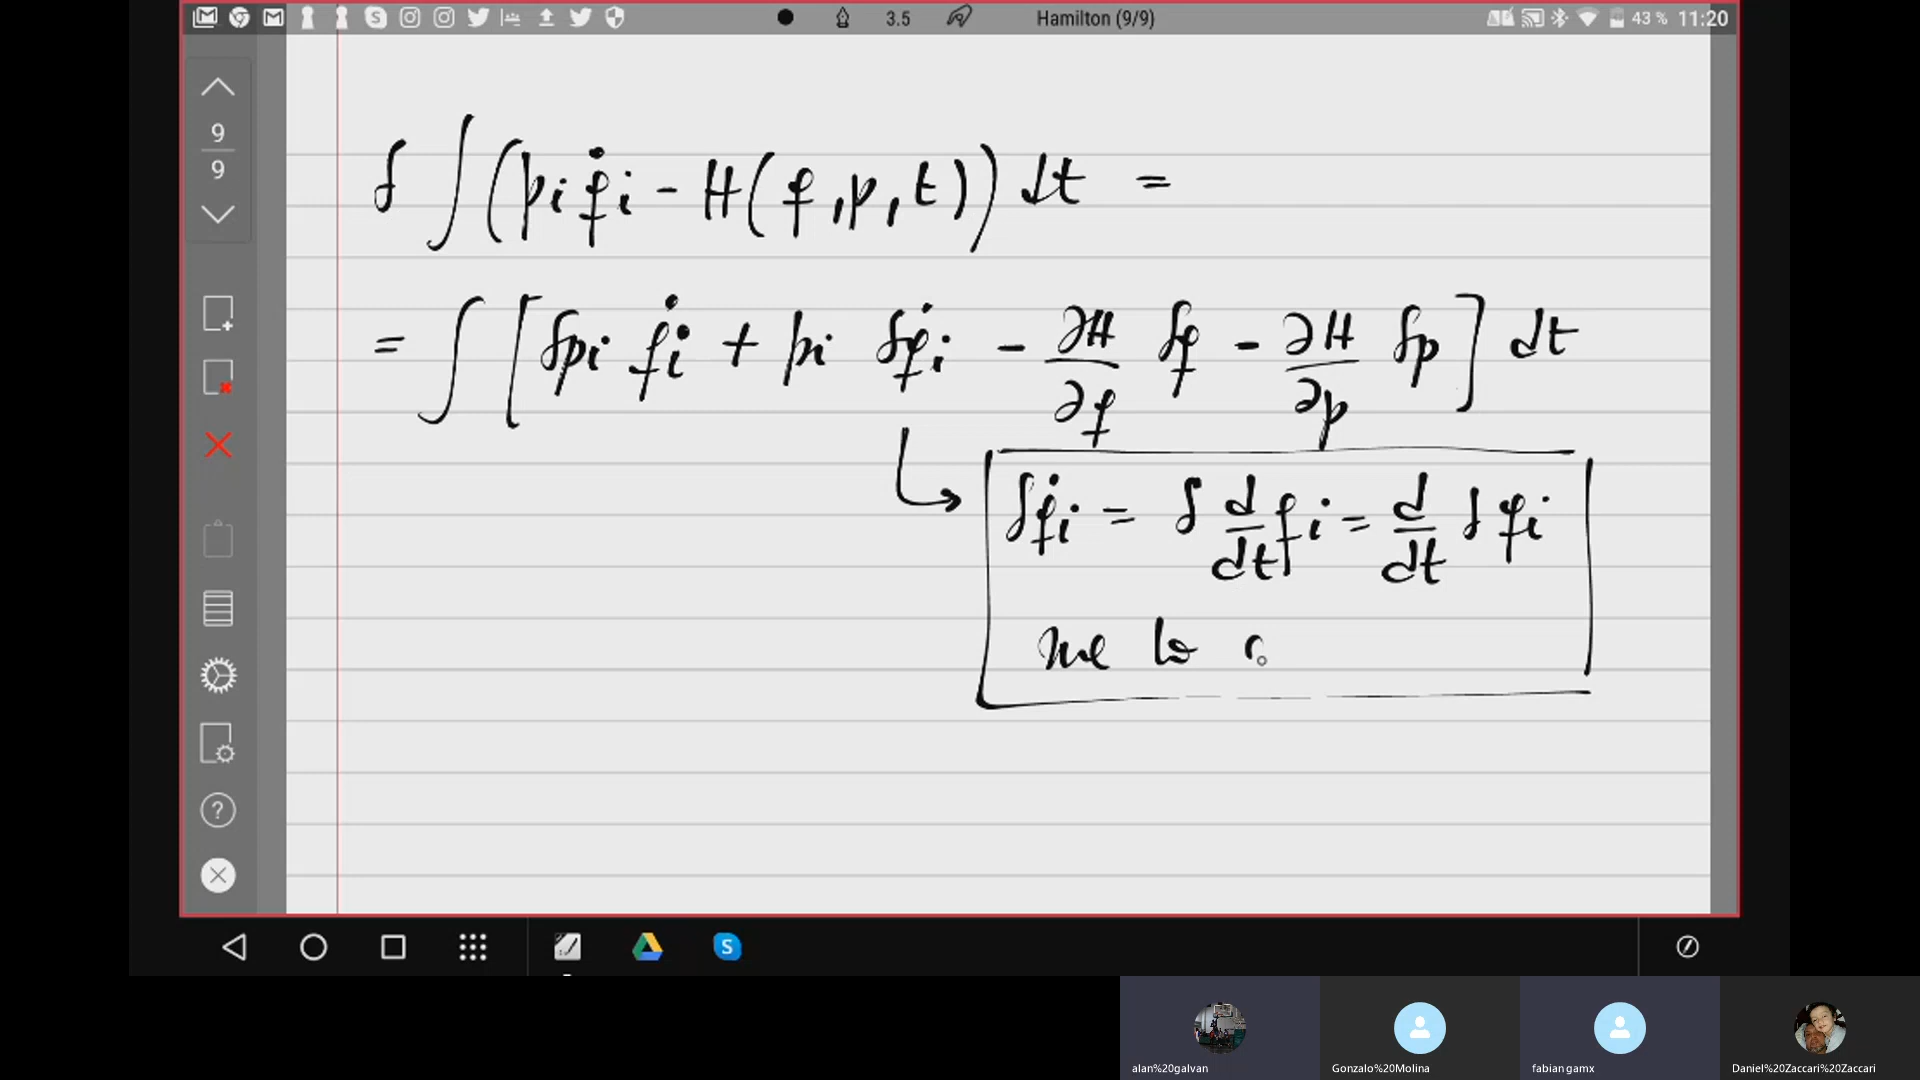 3.5 Hamilton (9/9) 43 % 11:20
9
9
δ ∫ (pi q̇i - H(q,p,t)) dt =
= ∫ [δpi q̇i + pi δq̇i - ∂H/∂q δq - ∂H/∂p δp] dt
δq̇i = δ d/dt qi = d/dt δqi
me lo
alan%20galvan
Gonzalo%20Molina
fabian gamx
Daniel%20Zaccari%20Zaccari